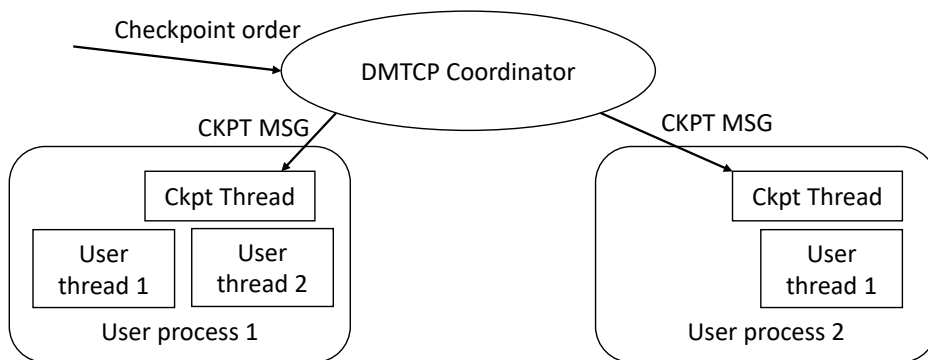 Checkpoint order
DMTCP Coordinator
CKPT MSG
CKPT MSG
Ckpt Thread
User
thread 1
User
thread 2
User process 1
Ckpt Thread
User
thread 1
User process 2